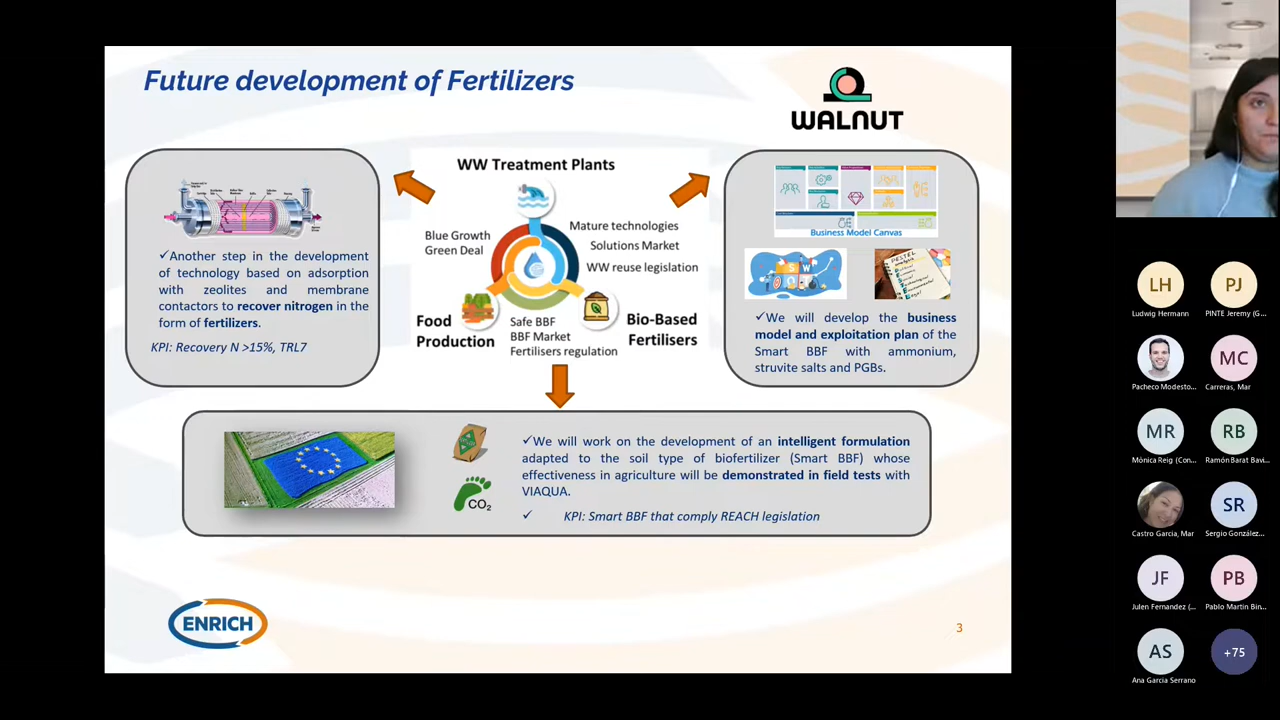 Future development of Fertilizers
WALNUT
WW Treatment Plants
Blue Growth
Green Deal
Mature technologies
Solutions Market
WW reuse legislation
Food
Production
Safe BBF
BBF Market
Fertilisers regulation
Bio-Based
Fertilisers
✓Another step in the development
of technology based on adsorption
with zeolites and membrane
contactors to recover nitrogen in the
form of fertilizers.
KPI: Recovery N >15%, TRL7
Business Model Canvas
PESTEL
✓We will develop the business
model and exploitation plan of the
Smart BBF with ammonium,
struvite salts and PGBs.
CO2
✓We will work on the development of an intelligent formulation
adapted to the soil type of biofertilizer (Smart BBF) whose
effectiveness in agriculture will be demonstrated in field tests with
VIAQUA.
✓ KPI: Smart BBF that comply REACH legislation
ENRICH
3
LH
Ludwig Hermann
PJ
PINTE Jeremy (G...
Pacheco Modesto...
MC
Carreras, Mar
MR
Mònica Reig (Con...
RB
Ramón Barat Bavi...
Castro Garcia, Mar
SR
Sergio González...
JF
Julen Fernandez (...
PB
Pablo Martin Bin...
AS
Ana Garcia Serrano
+75